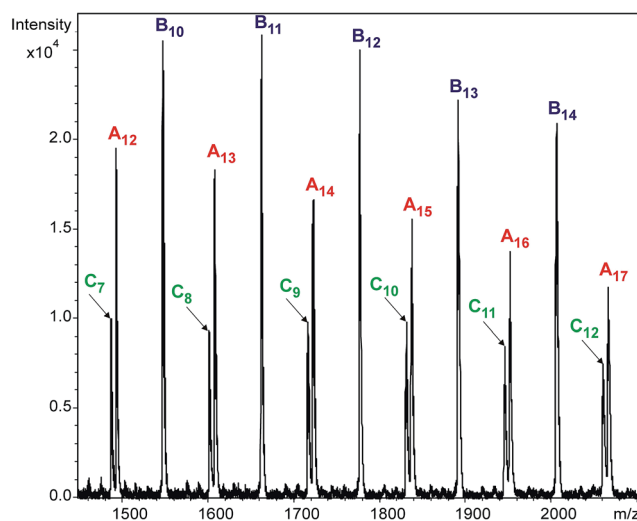 Intensity
x10⁴
B₁₀
B₁₁
B₁₂
B₁₃
B₁₄
A₁₂
A₁₃
A₁₄
A₁₅
A₁₆
A₁₇
C₇
C₈
C₉
C₁₀
C₁₁
C₁₂
2.0
1.5
1.0
0.5
0.0
1500 1600 1700 1800 1900 2000 m/z